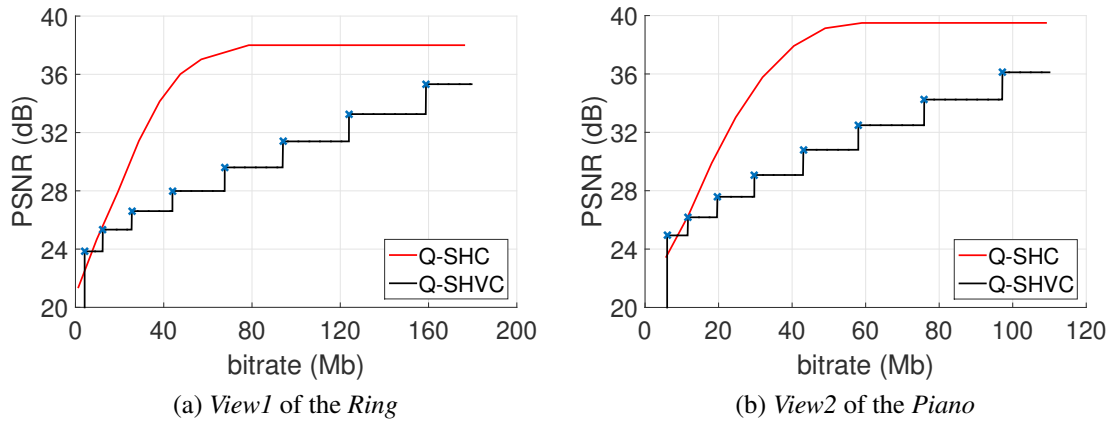 40
36
32
28
24
20
PSNR (dB)
0
40
80
120
160
200
bitrate (Mb)
Q-SHC
Q-SHVC
(a) View1 of the Ring
40
36
32
28
24
20
PSNR (dB)
0
20
40
60
80
100
120
bitrate (Mb)
Q-SHC
Q-SHVC
(b) View2 of the Piano